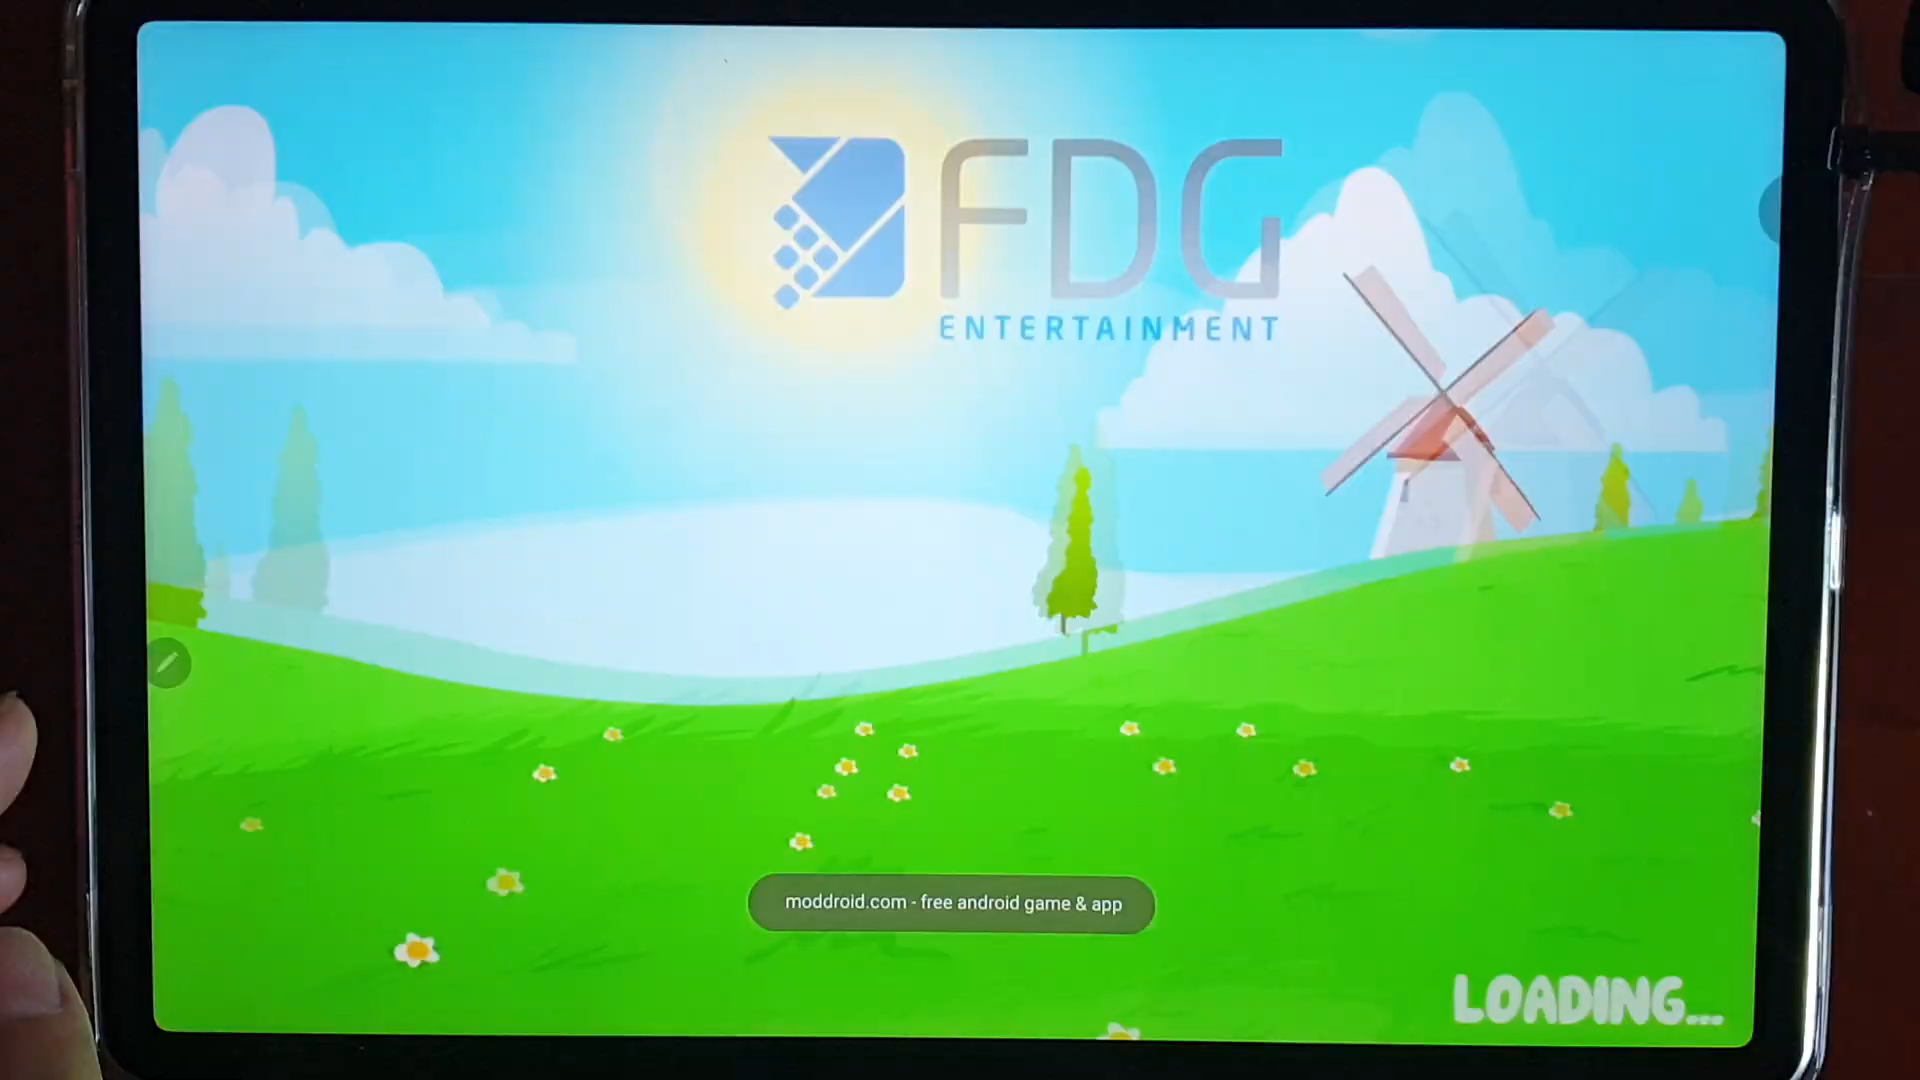 FDG
ENTERTAINMENT
moddroid.com - free android game & app
LOADING...